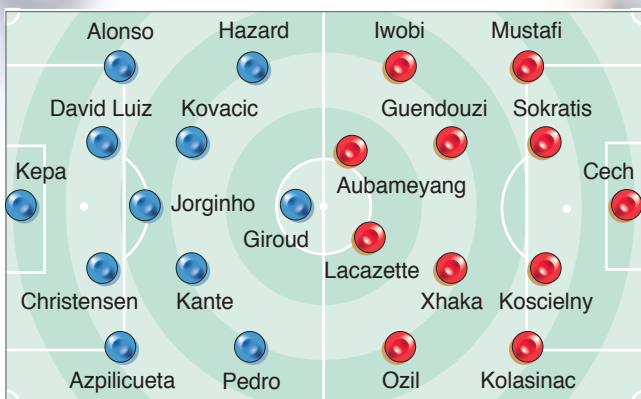 Alonso
Hazard
Iwobi
Mustafi
David Luiz
Kovacic
Guendouzi
Sokratis
Kepa
Aubameyang
Cech
Jorginho
Giroud
Lacazette
Christensen
Kante
Xhaka
Koscielny
Azpilicueta
Pedro
Ozil
Kolasinac